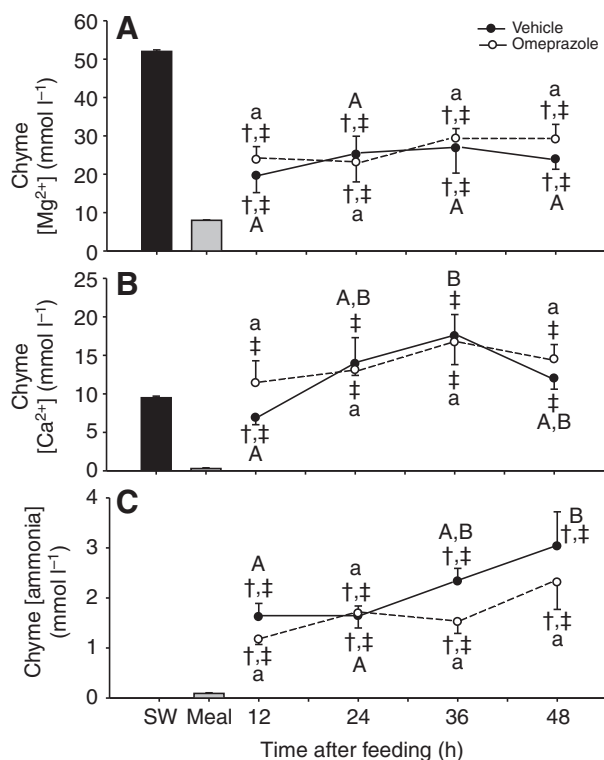 A
Vehicle
Omeprazole
Chyme
[Mg2+] (mmol l−1)
60
50
40
30
20
10
0
a
†,‡
A
†,‡
a
†,‡
a
†,‡
†,‡
A
†,‡
a
†,‡
A
†,‡
A
B
Chyme
[Ca2+] (mmol l−1)
25
20
15
10
5
0
a
‡
A,B
‡
B
‡
a
‡
†,‡
A
‡
a
‡
a
‡
A,B
C
Chyme [ammonia]
(mmol l−1)
4
3
2
1
0
A
†,‡
a
†,‡
A,B
†,‡
B
†,‡
†,‡
a
†,‡
A
†,‡
a
†,‡
a
SW Meal 12 24 36 48
Time after feeding (h)